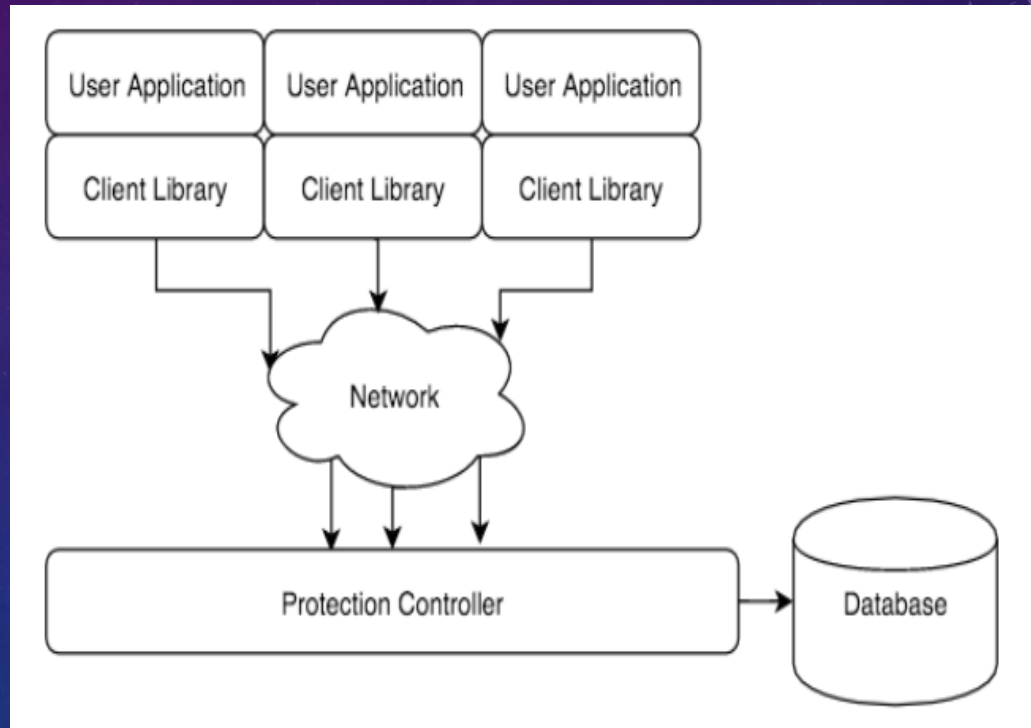 User Application
User Application
User Application
Client Library
Client Library
Client Library
Network
Protection Controller
Database